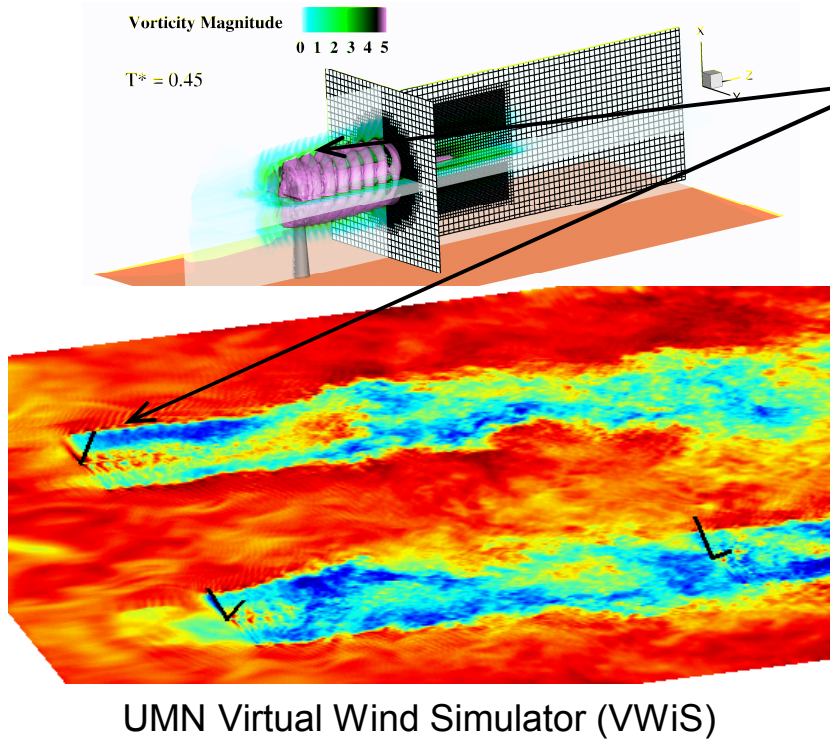 Vorticity Magnitude
0 1 2 3 4 5
T* = 0.45
X
Z
Y
UMN Virtual Wind Simulator (VWiS)